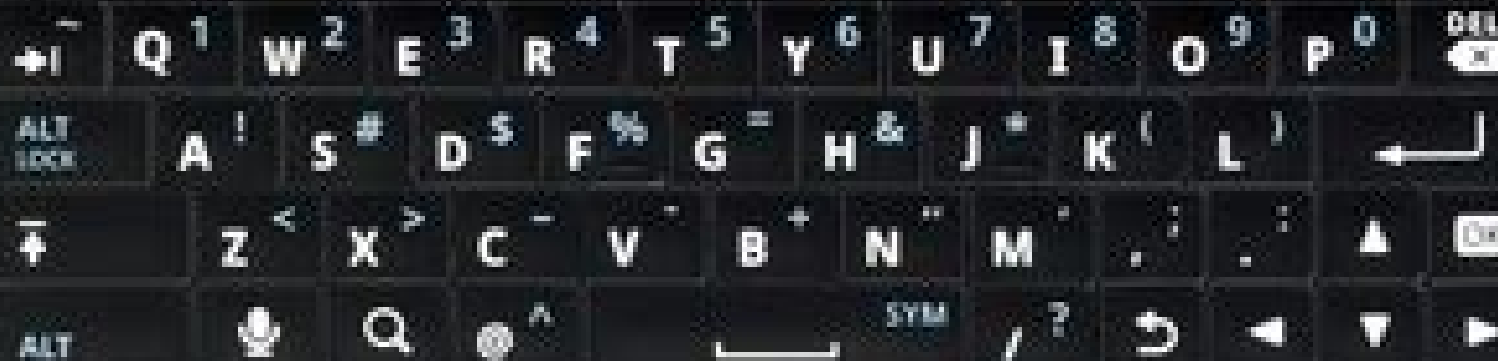 ~ Q 1 W 2 E 3 R 4 T 5 Y 6 U 7 I 8 O 9 P 0 DEL
ALT LOCK A ! S # D $ F % G = H & J * K ( L )
Z < X > C - V B + N " M ' , ; . :
ALT @ ^ SYM / ?